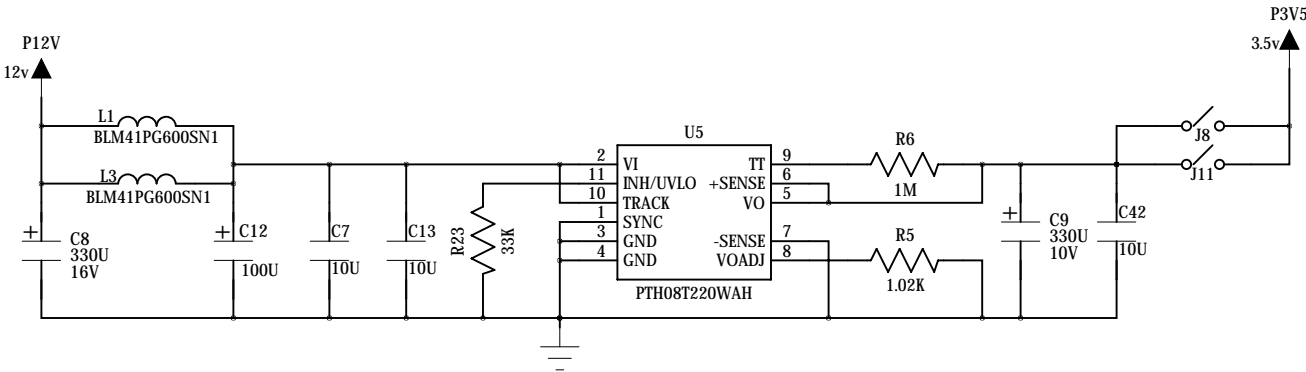 P12V
12v
L1
BLM41PG600SN1
L3
BLM41PG600SN1
C8
330U
16V
+
C12
100U
+
C7
10U
C13
10U
R23
33K
U5
2 VI
11 INH/UVLO
10 TRACK
1 SYNC
3 GND
4 GND
TT 9
+SENSE 6
VO 5
-SENSE 7
VOADJ 8
PTH08T220WAH
R6
1M
R5
1.02K
+
C9
330U
10V
C42
10U
J8
J11
P3V5
3.5v